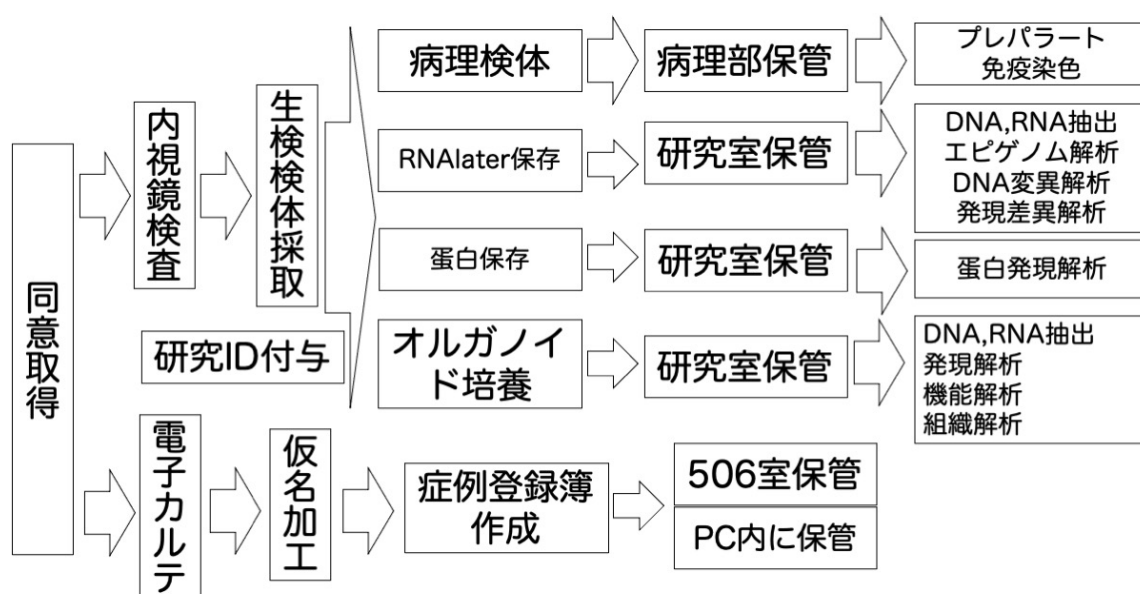 同意取得
内視鏡検査
生検検体採取
研究ID付与
病理検体
病理部保管
プレパラート
免疫染色
RNAlater保存
研究室保管
DNA,RNA抽出
エピゲノム解析
DNA変異解析
発現差異解析
蛋白保存
研究室保管
蛋白発現解析
オルガノイ
ド培養
研究室保管
DNA,RNA抽出
発現解析
機能解析
組織解析
電子カルテ
仮名加工
症例登録簿
作成
506室保管
PC内に保管